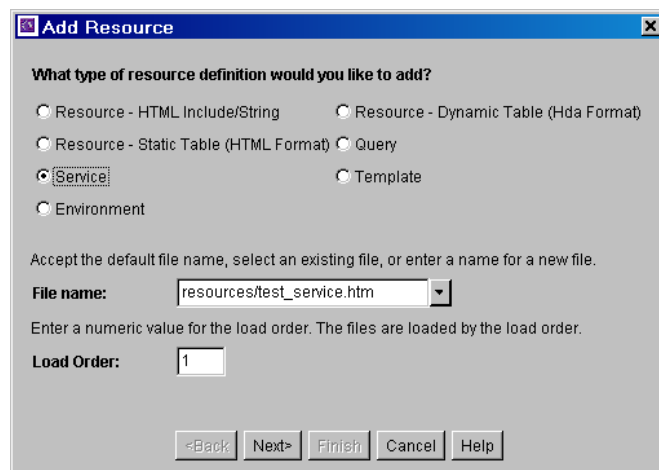 Add Resource
What type of resource definition would you like to add?
Resource - HTML Include/String Resource - Dynamic Table (Hda Format)
Resource - Static Table (HTML Format) Query
Service Template
Environment
Accept the default file name, select an existing file, or enter a name for a new file.
File name: resources/test_service.htm
Enter a numeric value for the load order. The files are loaded by the load order.
Load Order: 1
<Back Next> Finish Cancel Help